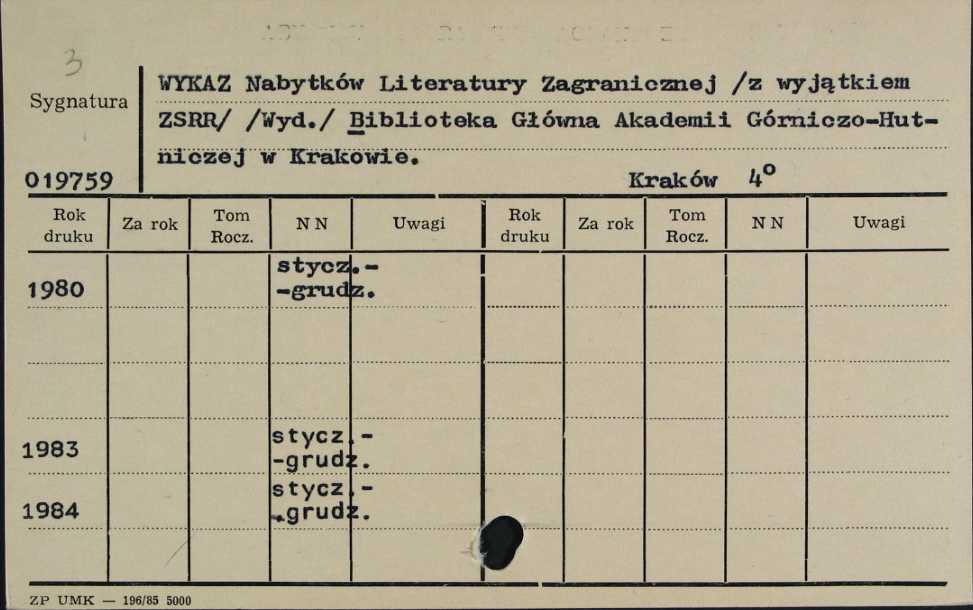 3
Sygnatura
WYKAZ Nabytków Literatury Zagranicznej /z wyjątkiem
ZSRR/ /Wyd./ Biblioteka Główna Akademii Górniczo-Hut-
niczej w Krakowie.
019759
Kraków 4º
Rok druku Za rok Tom Rocz. N N Uwagi Rok druku Za rok Tom Rocz. N N Uwagi
stycz.-
1980 -grudz.
stycz.-
1983 -grudz.
stycz.-
1984 -grudz.
ZP UMK — 196/85 5000